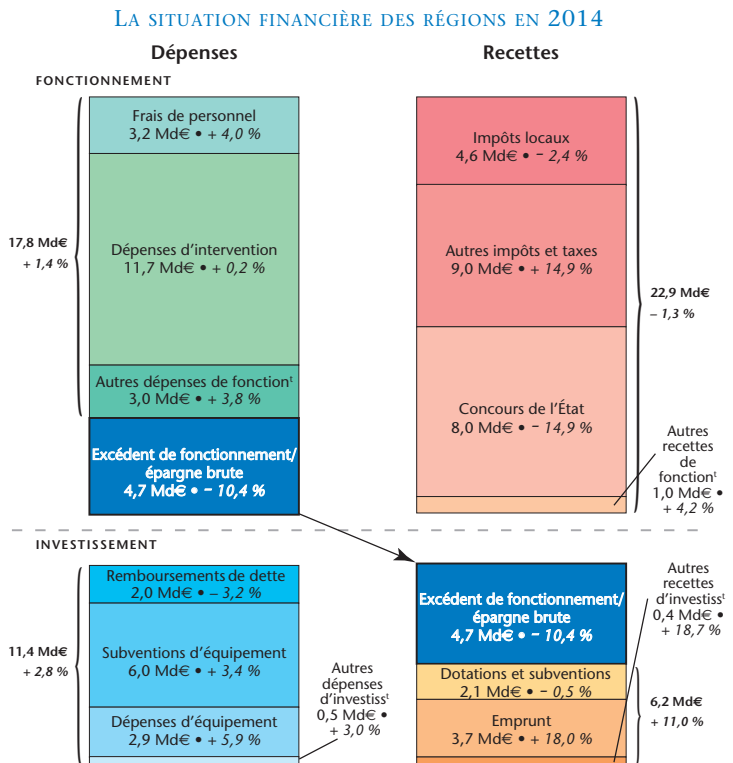 LA SITUATION FINANCIÈRE DES RÉGIONS EN 2014
Dépenses
Recettes
FONCTIONNEMENT
Frais de personnel
3,2 Md€ • + 4,0 %
Dépenses d'intervention
11,7 Md€ • + 0,2 %
17,8 Md€
+ 1,4 %
Autres dépenses de fonctionᵗ
3,0 Md€ • + 3,8 %
Excédent de fonctionnement/
épargne brute
4,7 Md€ • – 10,4 %
Impôts locaux
4,6 Md€ • – 2,4 %
Autres impôts et taxes
9,0 Md€ • + 14,9 %
22,9 Md€
– 1,3 %
Concours de l'État
8,0 Md€ • – 14,9 %
Autres
recettes
de
fonctionᵗ
1,0 Md€ •
+ 4,2 %
INVESTISSEMENT
Remboursements de dette
2,0 Md€ • – 3,2 %
11,4 Md€
+ 2,8 %
Subventions d'équipement
6,0 Md€ • + 3,4 %
Dépenses d'équipement
2,9 Md€ • + 5,9 %
Autres
dépenses
d'investissᵗ
0,5 Md€ •
+ 3,0 %
Excédent de fonctionnement/
épargne brute
4,7 Md€ • – 10,4 %
Autres
recettes
d'investissᵗ
0,4 Md€ •
+ 18,7 %
Dotations et subventions
2,1 Md€ • – 0,5 %
Emprunt
3,7 Md€ • + 18,0 %
6,2 Md€
+ 11,0 %